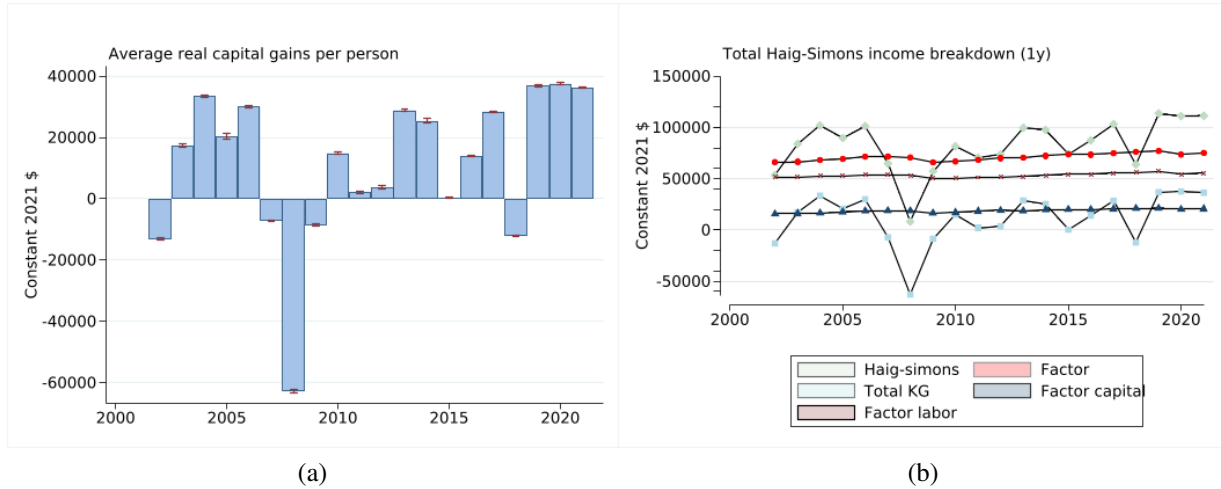 Average real capital gains per person
40000
20000
0
-20000
-40000
-60000
Constant 2021 $
2000 2005 2010 2015 2020
(a)
Total Haig-Simons income breakdown (1y)
150000
100000
50000
0
-50000
Constant 2021 $
2000 2005 2010 2015 2020
Haig-simons Factor
Total KG Factor capital
Factor labor
(b)